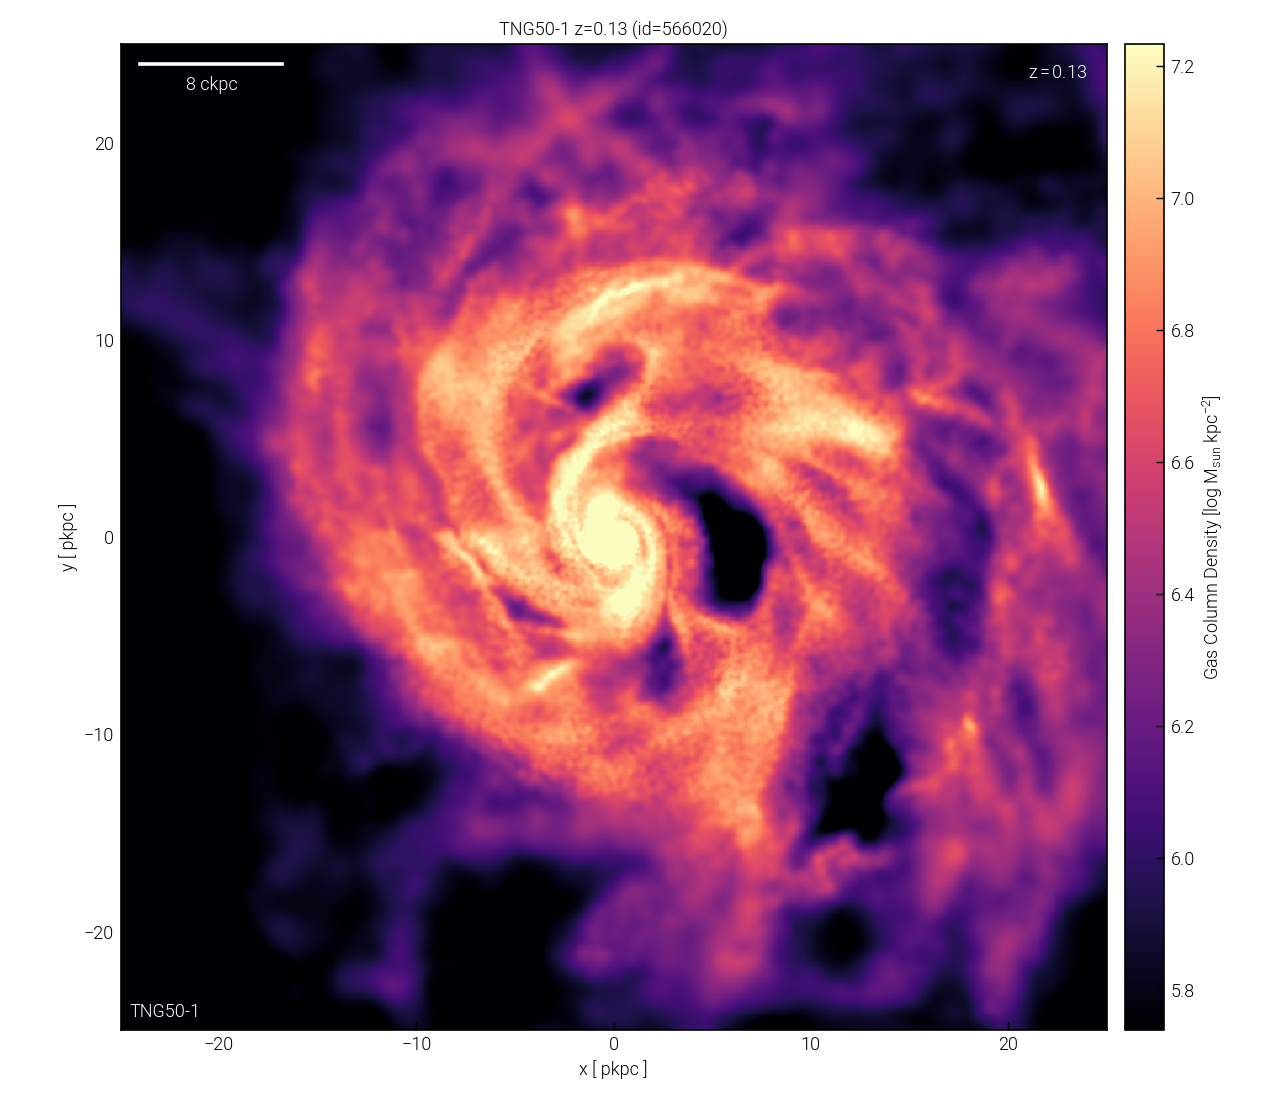 TNG50-1 z=0.13 (id=566020)
8 ckpc
z = 0.13
TNG50-1
y [ pkpc ]
20
10
0
−10
−20
−20
−10
0
10
20
x [ pkpc ]
7.2
7.0
6.8
6.6
6.4
6.2
6.0
5.8
Gas Column Density [log M_sun kpc^−2]